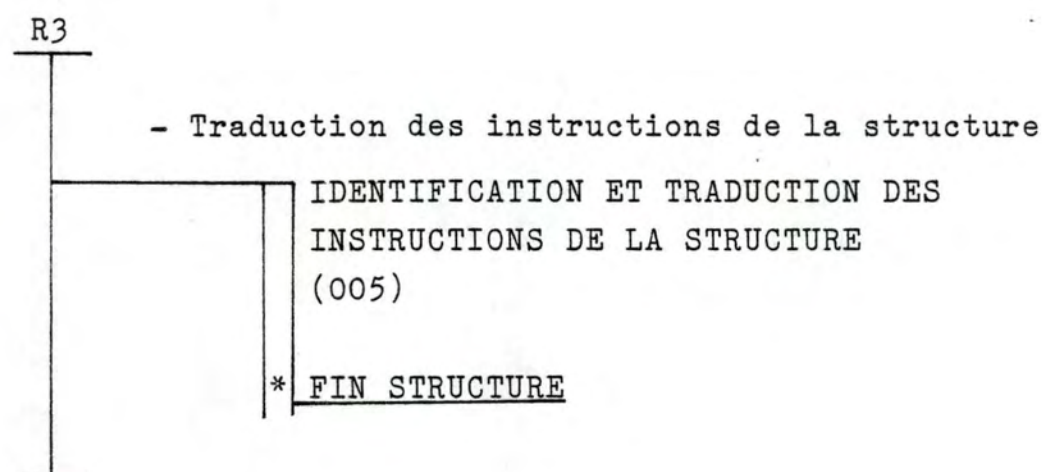 R3
- Traduction des instructions de la structure
IDENTIFICATION ET TRADUCTION DES
INSTRUCTIONS DE LA STRUCTURE
(005)
* FIN STRUCTURE